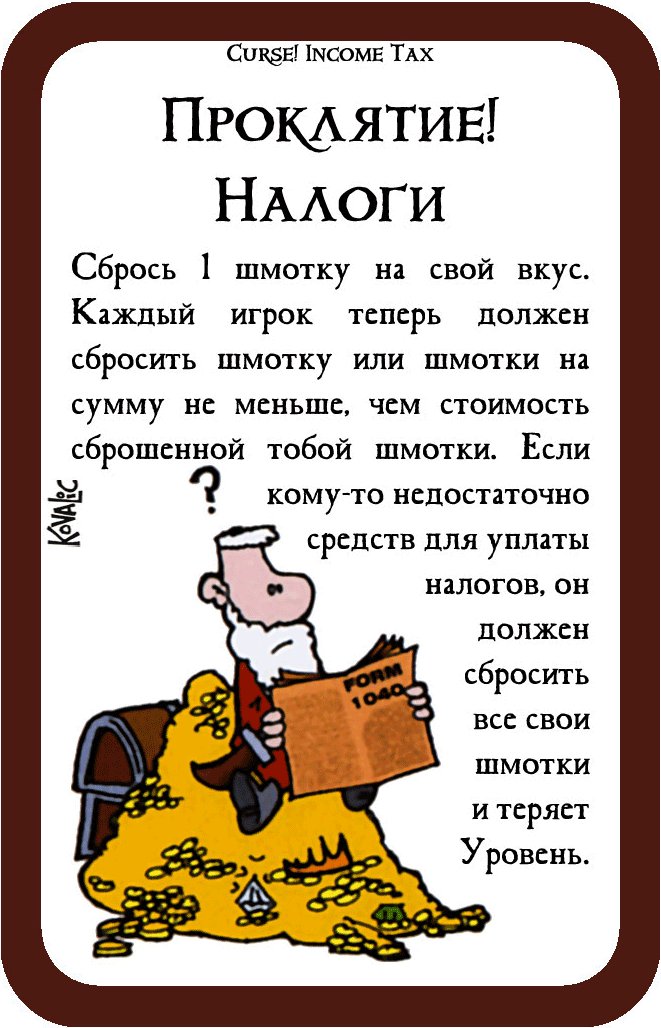 Curse! Income Tax
Проклятие!
Налоги
Сбрось 1 шмотку на свой вкус.
Каждый игрок теперь должен
сбросить шмотку или шмотки на
сумму не меньше, чем стоимость
сброшенной тобой шмотки. Если
кому-то недостаточно
средств для уплаты
налогов, он
должен
сбросить
все свои
шмотки
и теряет
Уровень.
Kovalic
?
FORM
1040